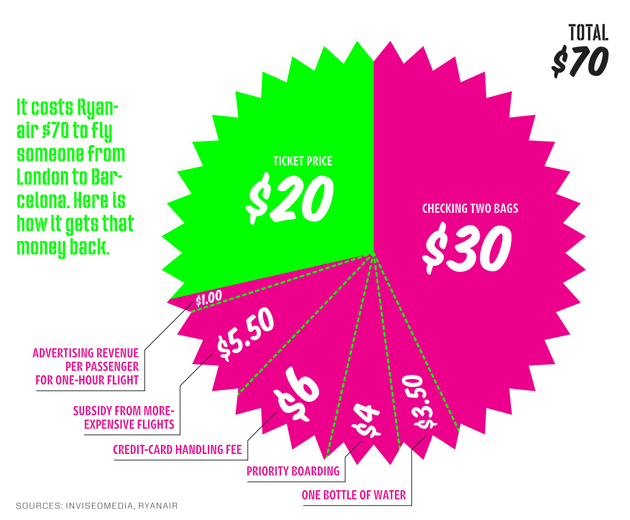 TOTAL
$70
It costs Ryan-
air $70 to fly
someone from
London to Bar-
celona. Here is
how it gets that
money back.
TICKET PRICE
$20
CHECKING TWO BAGS
$30
$1.00
$5.50
$6
$4
$3.50
ADVERTISING REVENUE
PER PASSENGER
FOR ONE-HOUR FLIGHT
SUBSIDY FROM MORE-
EXPENSIVE FLIGHTS
CREDIT-CARD HANDLING FEE
PRIORITY BOARDING
ONE BOTTLE OF WATER
SOURCES: INVISEOMEDIA, RYANAIR